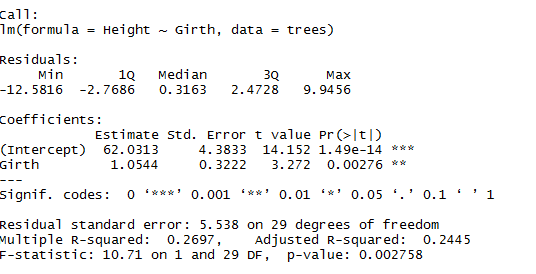 Call:
lm(formula = Height ~ Girth, data = trees)
Residuals:
Min 1Q Median 3Q Max
-12.5816 -2.7686 0.3163 2.4728 9.9456
Coefficients:
Estimate Std. Error t value Pr(>|t|)
(Intercept) 62.0313 4.3833 14.152 1.49e-14 ***
Girth 1.0544 0.3222 3.272 0.00276 **
---
Signif. codes: 0 ‘***’ 0.001 ‘**’ 0.01 ‘*’ 0.05 ‘.’ 0.1 ‘ ’ 1
Residual standard error: 5.538 on 29 degrees of freedom
Multiple R-squared: 0.2697, Adjusted R-squared: 0.2445
F-statistic: 10.71 on 1 and 29 DF, p-value: 0.002758